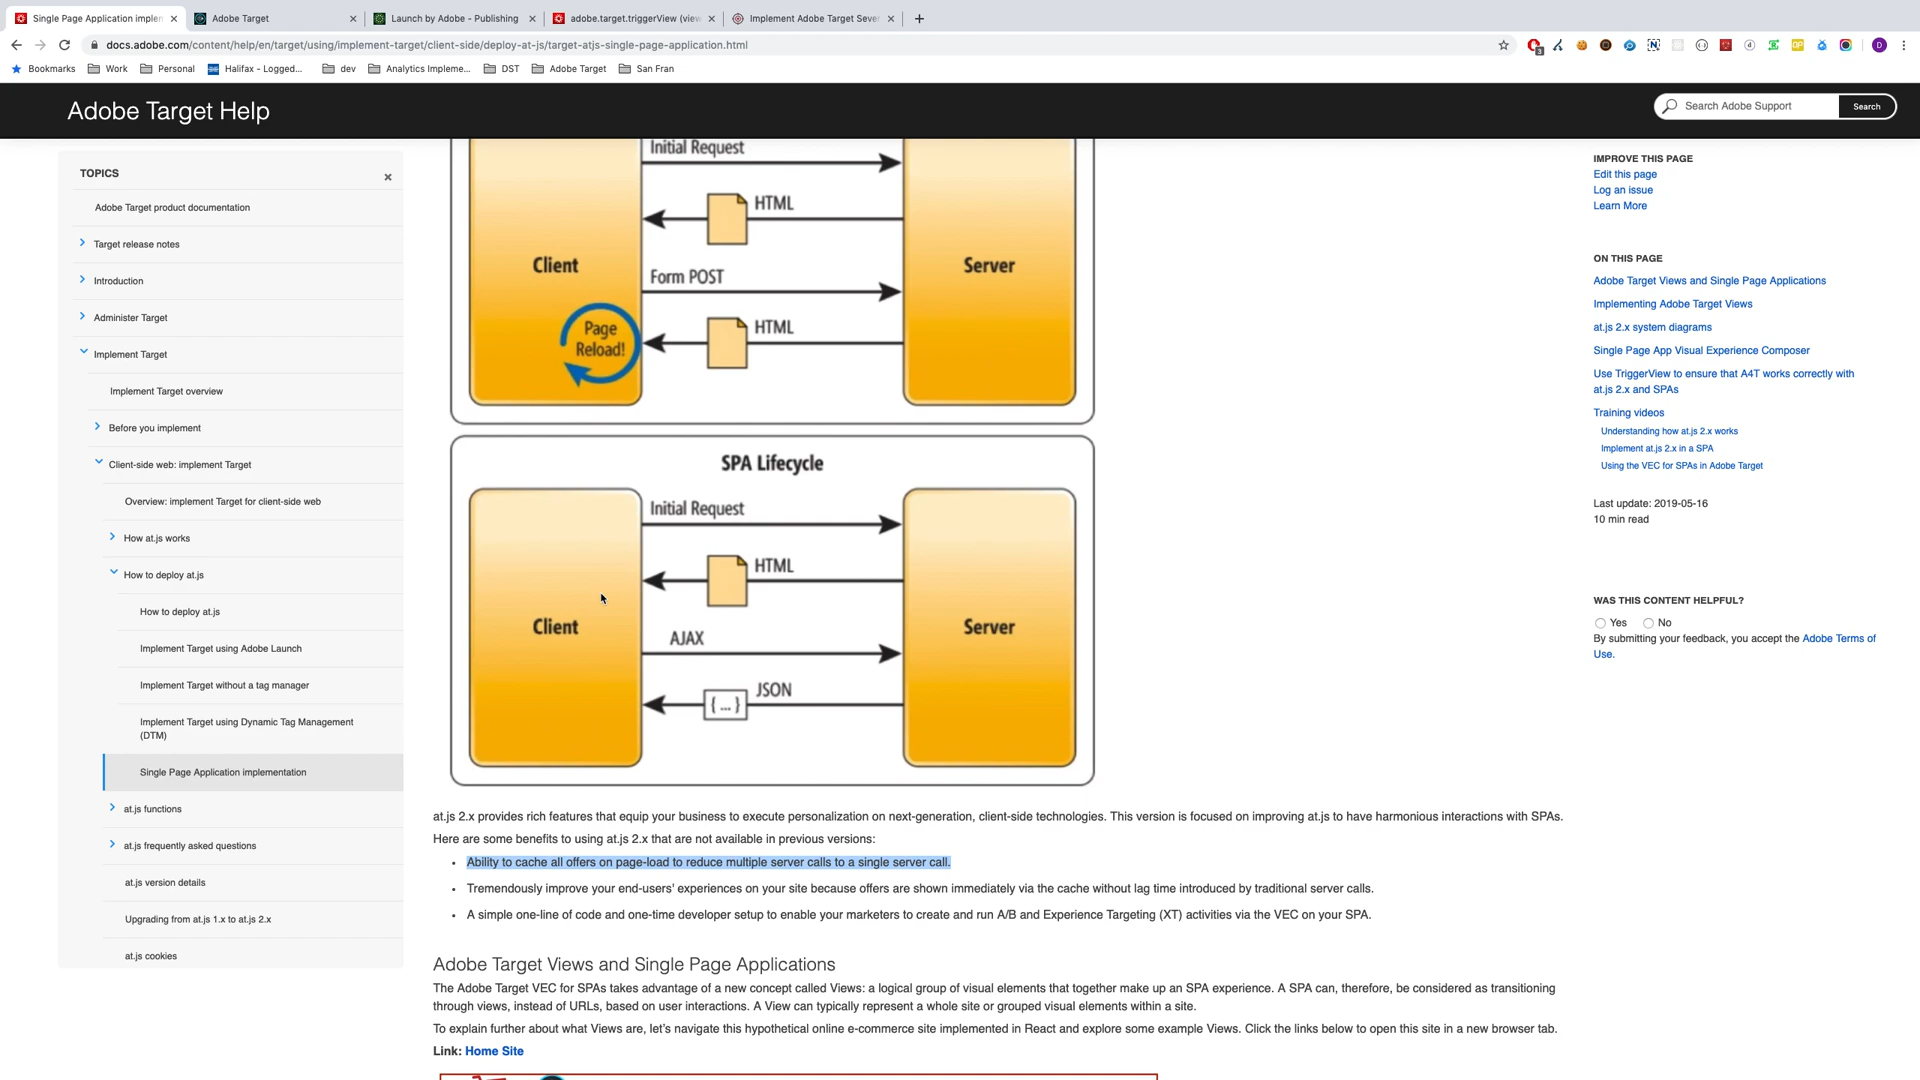 Single Page Application implen
Adobe Target
Launch by Adobe - Publishing
adobe.target.triggerView (view
Implement Adobe Target Sever
docs.adobe.com/content/help/en/target/using/implement-target/client-side/deploy-at-js/target-atjs-single-page-application.html
Bookmarks
Work
Personal
Halifax - Logged...
dev
Analytics Impleme...
DST
Adobe Target
San Fran
Adobe Target Help
Search Adobe Support
Search
TOPICS
Adobe Target product documentation
Target release notes
Introduction
Administer Target
Implement Target
Implement Target overview
Before you implement
Client-side web: implement Target
Overview: implement Target for client-side web
How at.js works
How to deploy at.js
How to deploy at.js
Implement Target using Adobe Launch
Implement Target without a tag manager
Implement Target using Dynamic Tag Management
(DTM)
Single Page Application implementation
at.js functions
at.js frequently asked questions
at.js version details
Upgrading from at.js 1.x to at.js 2.x
at.js cookies
Initial Request
HTML
Client
Server
Form POST
Page
Reload!
HTML
SPA Lifecycle
Initial Request
HTML
Client
Server
AJAX
JSON
{ ... }
at.js 2.x provides rich features that equip your business to execute personalization on next-generation, client-side technologies. This version is focused on improving at.js to have harmonious interactions with SPAs.
Here are some benefits to using at.js 2.x that are not available in previous versions:
• Ability to cache all offers on page-load to reduce multiple server calls to a single server call.
• Tremendously improve your end-users' experiences on your site because offers are shown immediately via the cache without lag time introduced by traditional server calls.
• A simple one-line of code and one-time developer setup to enable your marketers to create and run A/B and Experience Targeting (XT) activities via the VEC on your SPA.
Adobe Target Views and Single Page Applications
The Adobe Target VEC for SPAs takes advantage of a new concept called Views: a logical group of visual elements that together make up an SPA experience. A SPA can, therefore, be considered as transitioning
through views, instead of URLs, based on user interactions. A View can typically represent a whole site or grouped visual elements within a site.
To explain further about what Views are, let's navigate this hypothetical online e-commerce site implemented in React and explore some example Views. Click the links below to open this site in a new browser tab.
Link: Home Site
IMPROVE THIS PAGE
Edit this page
Log an issue
Learn More
ON THIS PAGE
Adobe Target Views and Single Page Applications
Implementing Adobe Target Views
at.js 2.x system diagrams
Single Page App Visual Experience Composer
Use TriggerView to ensure that A4T works correctly with
at.js 2.x and SPAs
Training videos
Understanding how at.js 2.x works
Implement at.js 2.x in a SPA
Using the VEC for SPAs in Adobe Target
Last update: 2019-05-16
10 min read
WAS THIS CONTENT HELPFUL?
Yes No
By submitting your feedback, you accept the Adobe Terms of
Use.